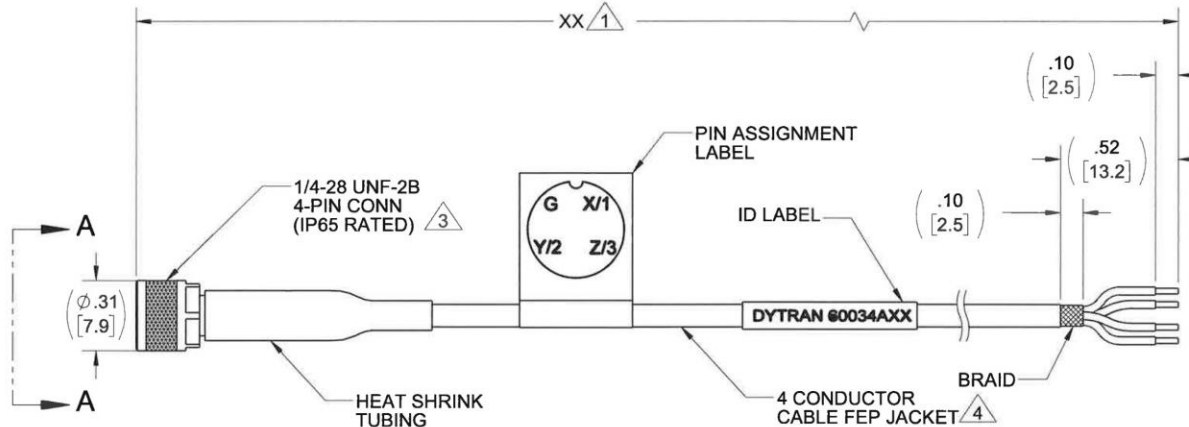 XX 1
.10
[2.5]
PIN ASSIGNMENT
LABEL
.52
[13.2]
1/4-28 UNF-2B
4-PIN CONN
(IP65 RATED) 3
G X/1
Y/2 Z/3
ID LABEL
.10
[2.5]
A
Ø.31
[7.9]
DYTRAN 60034AXX
A
HEAT SHRINK
TUBING
4 CONDUCTOR
CABLE FEP JACKET 4
BRAID